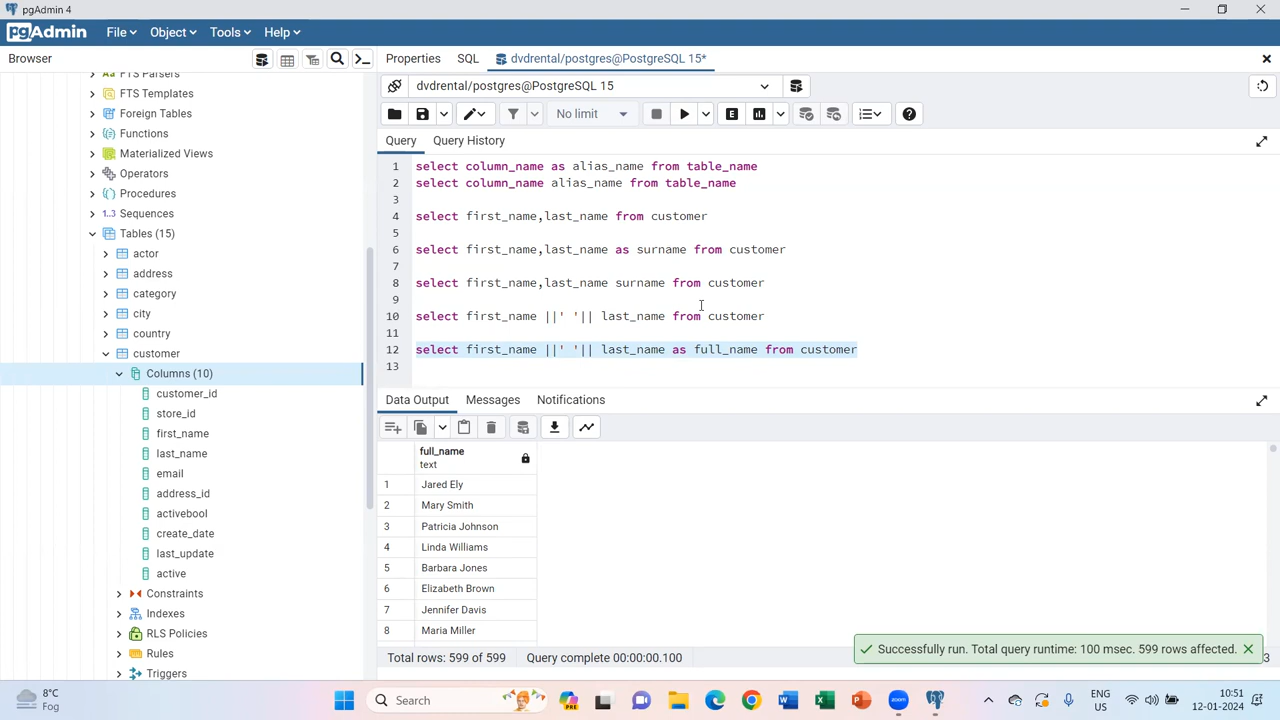 pgAdmin 4
pgAdmin File Object Tools Help
Browser Properties SQL dvdrental/postgres@PostgreSQL 15*
dvdrental/postgres@PostgreSQL 15
No limit E
Query Query History
1 select column_name as alias_name from table_name
2 select column_name alias_name from table_name
3
4 select first_name,last_name from customer
5
6 select first_name,last_name as surname from customer
7
8 select first_name,last_name surname from customer
9
10 select first_name ||' '|| last_name from customer
11
12 select first_name ||' '|| last_name as full_name from customer
13
FTS Parsers
FTS Templates
Foreign Tables
Functions
Materialized Views
Operators
Procedures
1..3 Sequences
Tables (15)
actor
address
category
city
country
customer
Columns (10)
customer_id
store_id
first_name
last_name
email
address_id
activebool
create_date
last_update
active
Constraints
Indexes
RLS Policies
Rules
Triggers
Data Output Messages Notifications
full_name
text
1 Jared Ely
2 Mary Smith
3 Patricia Johnson
4 Linda Williams
5 Barbara Jones
6 Elizabeth Brown
7 Jennifer Davis
8 Maria Miller
Successfully run. Total query runtime: 100 msec. 599 rows affected.
Total rows: 599 of 599 Query complete 00:00:00.100
8°C
Fog
Search
PRE
zoom
ENG
US
10:51
12-01-2024